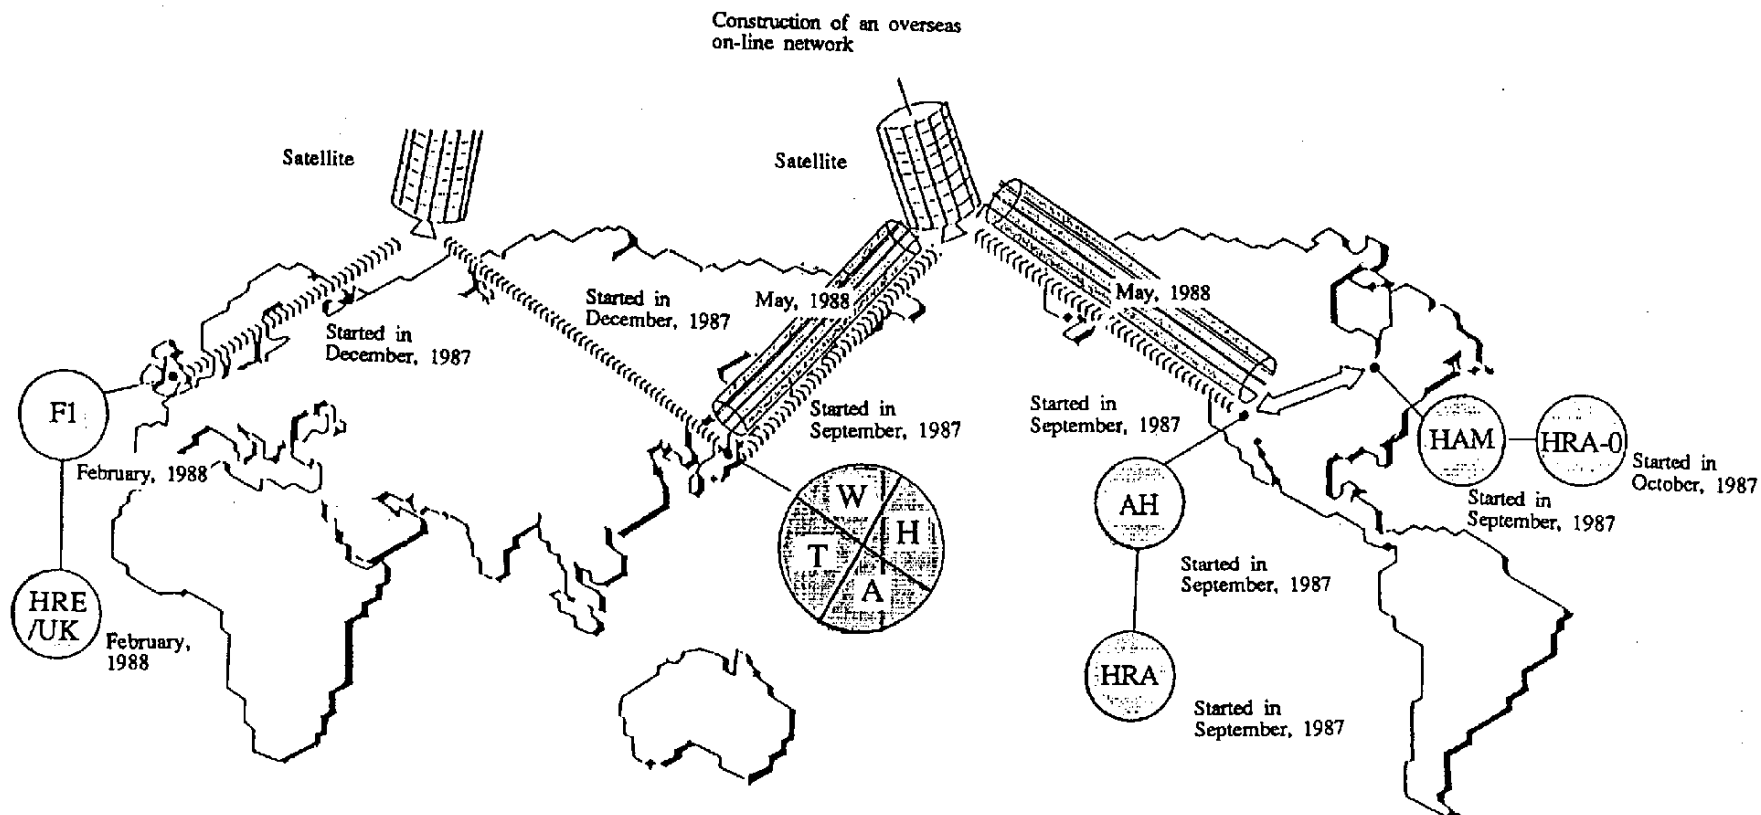 Construction of an overseas
on-line network
Satellite
Satellite
Started in
December, 1987
May, 1988
May, 1988
Started in
December, 1987
F1
Started in
September, 1987
Started in
September, 1987
HAM
HRA-0
Started in
October, 1987
February, 1988
W
H
T
A
AH
Started in
September, 1987
Started in
September, 1987
HRE
/UK
February,
1988
HRA
Started in
September, 1987